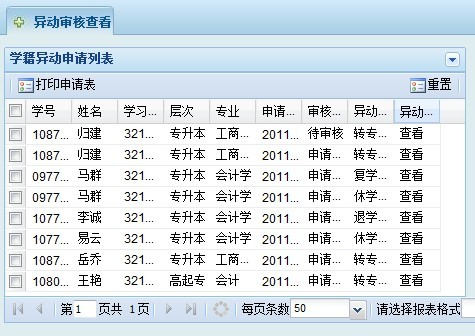 异动审核查看
学籍异动申请列表
打印申请表 重置
学号 姓名 学习... 层次 专业 申请... 审核... 异动... 异动...
1087... 归建 321... 专升本 工商... 2011... 待审核 转专... 查看
1087... 归建 321... 专升本 工商... 2011... 申请... 转专... 查看
0977... 马群 321... 专升本 会计学 2011... 申请... 复学... 查看
0977... 马群 321... 专升本 会计学 2011... 申请... 休学... 查看
1077... 李诚 321... 专升本 会计学 2011... 申请... 退学... 查看
1077... 易云 321... 专升本 会计学 2011... 申请... 休学... 查看
1087... 岳乔 321... 专升本 工商... 2011... 申请... 转专... 查看
1080... 王艳 321... 高起专 会计 2011... 申请... 休学... 查看
第 1 页共 1 页 每页条数 50 请选择报表格式